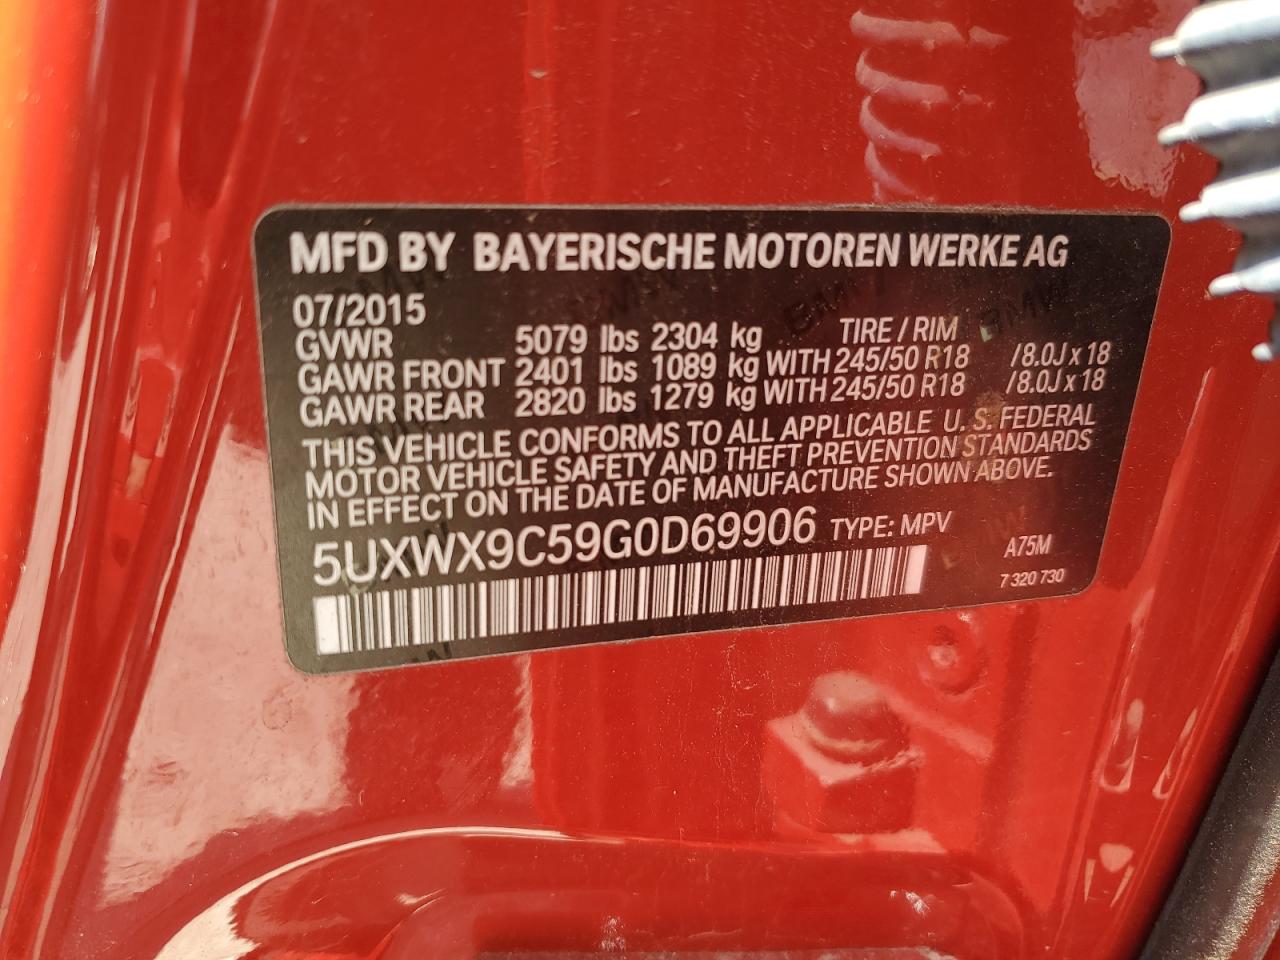 MFD BY BAYERISCHE MOTOREN WERKE AG
07/2015
GVWR 5079 lbs 2304 kg TIRE / RIM
GAWR FRONT 2401 lbs 1089 kg WITH 245/50 R18 /8.0J x 18
GAWR REAR 2820 lbs 1279 kg WITH 245/50 R18 /8.0J x 18
THIS VEHICLE CONFORMS TO ALL APPLICABLE U. S. FEDERAL
MOTOR VEHICLE SAFETY AND THEFT PREVENTION STANDARDS
IN EFFECT ON THE DATE OF MANUFACTURE SHOWN ABOVE.
5UXWX9C59G0D69906 TYPE: MPV
A75M
7 320 730